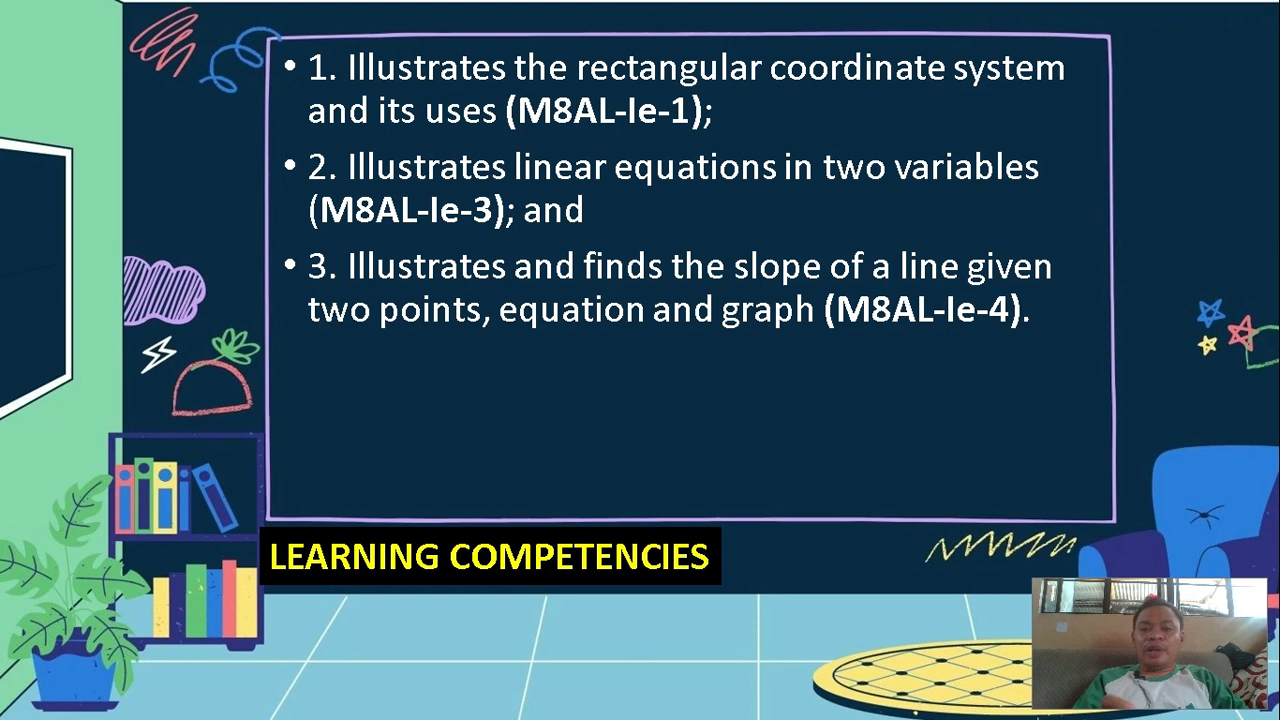 • 1. Illustrates the rectangular coordinate system
and its uses (M8AL-Ie-1);
• 2. Illustrates linear equations in two variables
(M8AL-Ie-3); and
• 3. Illustrates and finds the slope of a line given
two points, equation and graph (M8AL-Ie-4).
LEARNING COMPETENCIES